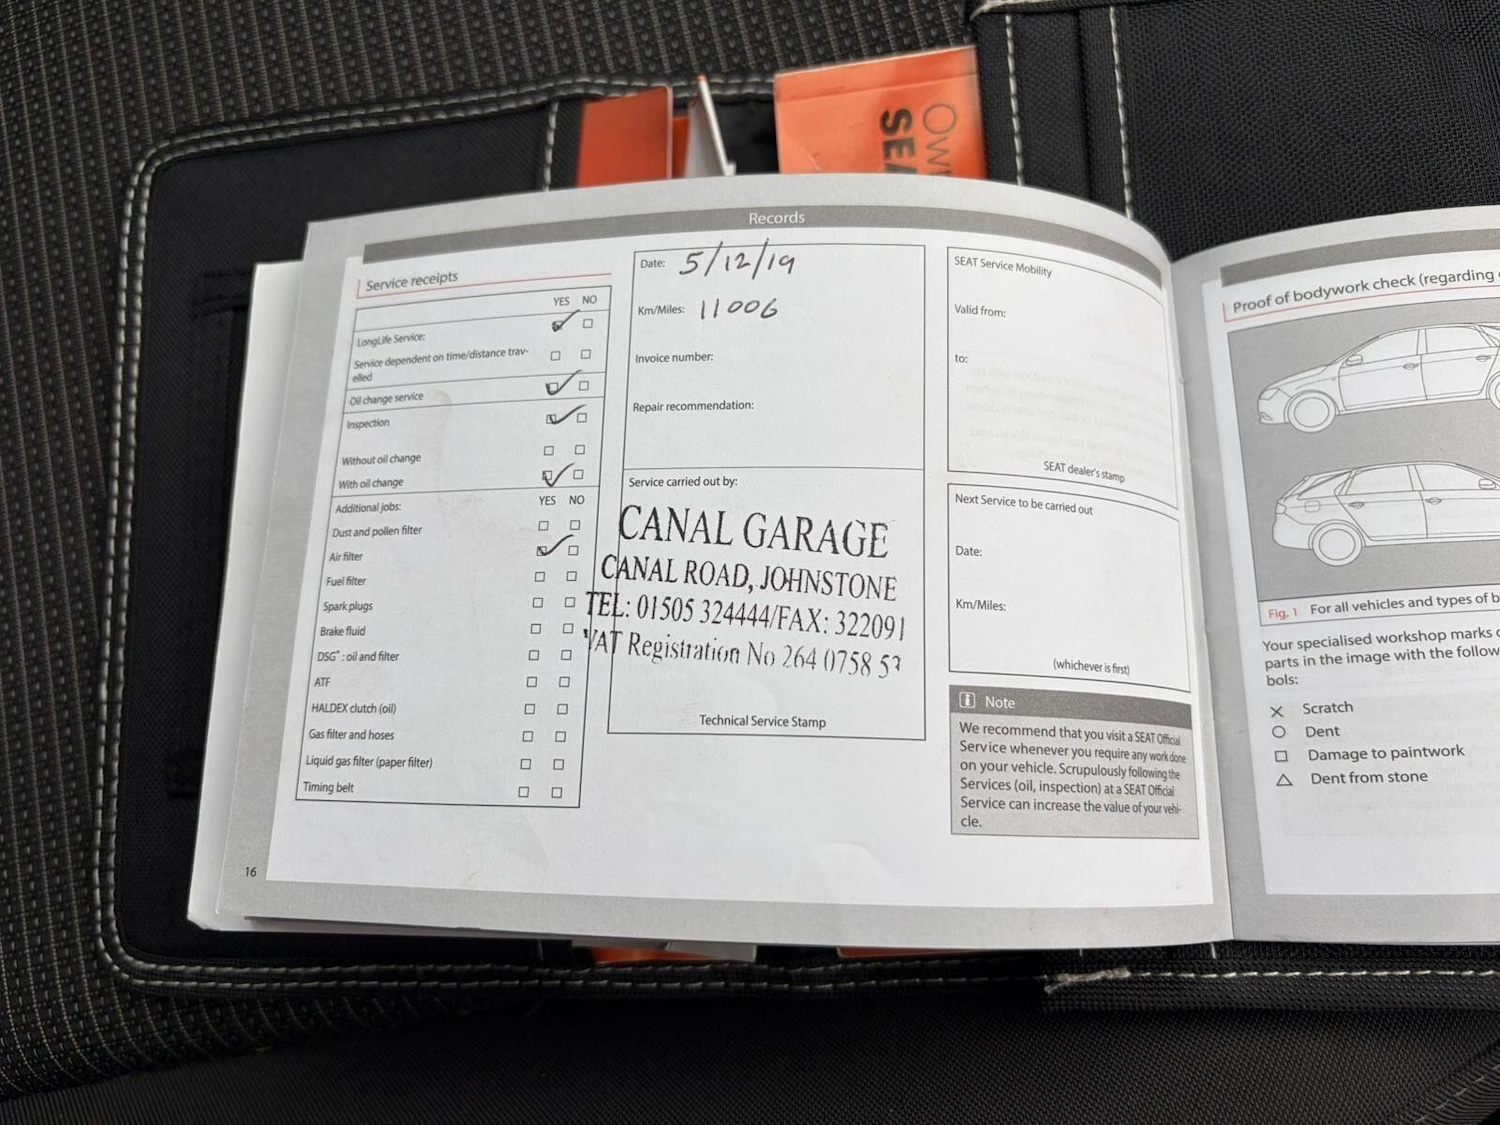 Own
SEA
Records
Service receipts
YES NO
LongLife Service:
Service dependent on time/distance trav-
elled
Oil change service
Inspection
Without oil change
With oil change
Additional jobs: YES NO
Dust and pollen filter
Air filter
Fuel filter
Spark plugs
Brake fluid
DSG®: oil and filter
ATF
HALDEX clutch (oil)
Gas filter and hoses
Liquid gas filter (paper filter)
Timing belt
16
Date: 5/12/19
Km/Miles: 11006
Invoice number:
Repair recommendation:
Service carried out by:
CANAL GARAGE
CANAL ROAD, JOHNSTONE
TEL: 01505 324444/FAX: 322091
VAT Registration No 264 0758 53
Technical Service Stamp
SEAT Service Mobility
Valid from:
to:
SEAT dealer's stamp
Next Service to be carried out
Date:
Km/Miles:
(whichever is first)
i Note
We recommend that you visit a SEAT Official
Service whenever you require any work done
on your vehicle. Scrupulously following the
Services (oil, inspection) at a SEAT Official
Service can increase the value of your vehi-
cle.
Proof of bodywork check (regarding
Fig. 1 For all vehicles and types of b
Your specialised workshop marks
parts in the image with the follow
bols:
Scratch
Dent
Damage to paintwork
Dent from stone